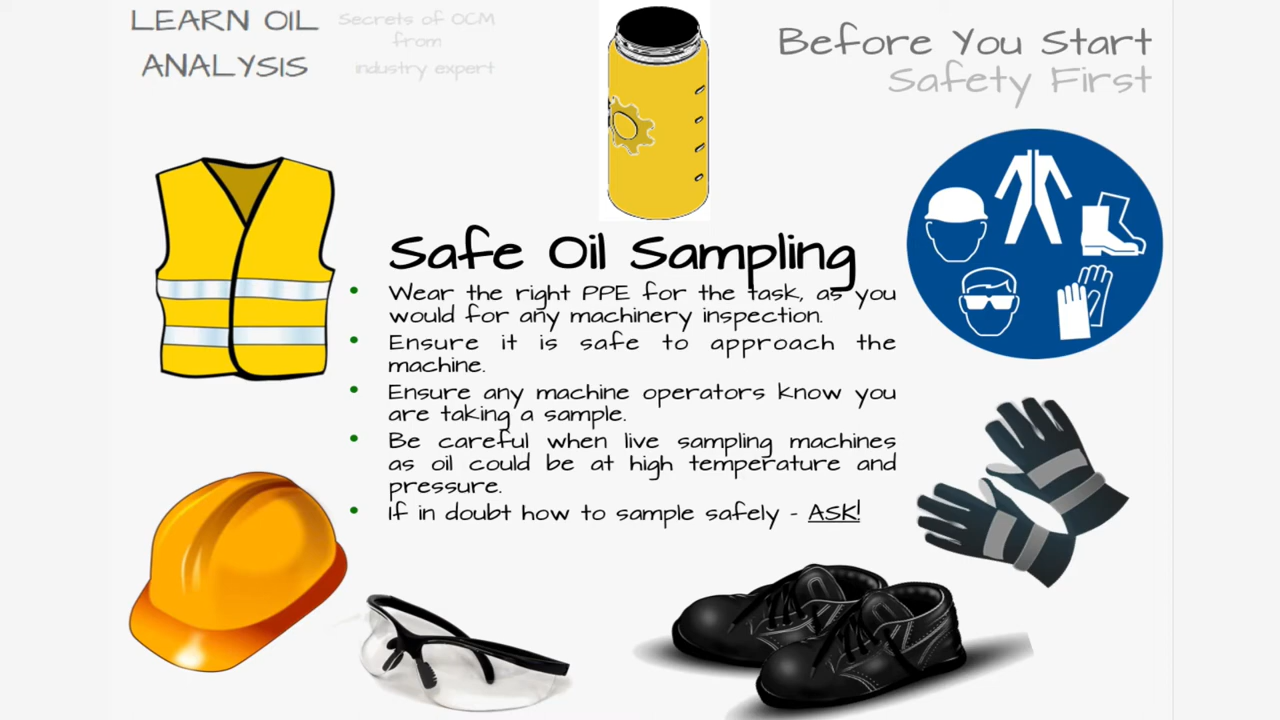 LEARN OIL
ANALYSIS
Secrets of OCM
from
industry expert
Before You Start
Safety First
Safe Oil Sampling
• Wear the right PPE for the task, as you
would for any machinery inspection.
• Ensure it is safe to approach the
machine.
• Ensure any machine operators know you
are taking a sample.
• Be careful when live sampling machines
as oil could be at high temperature and
pressure.
• If in doubt how to sample safely - ASK!